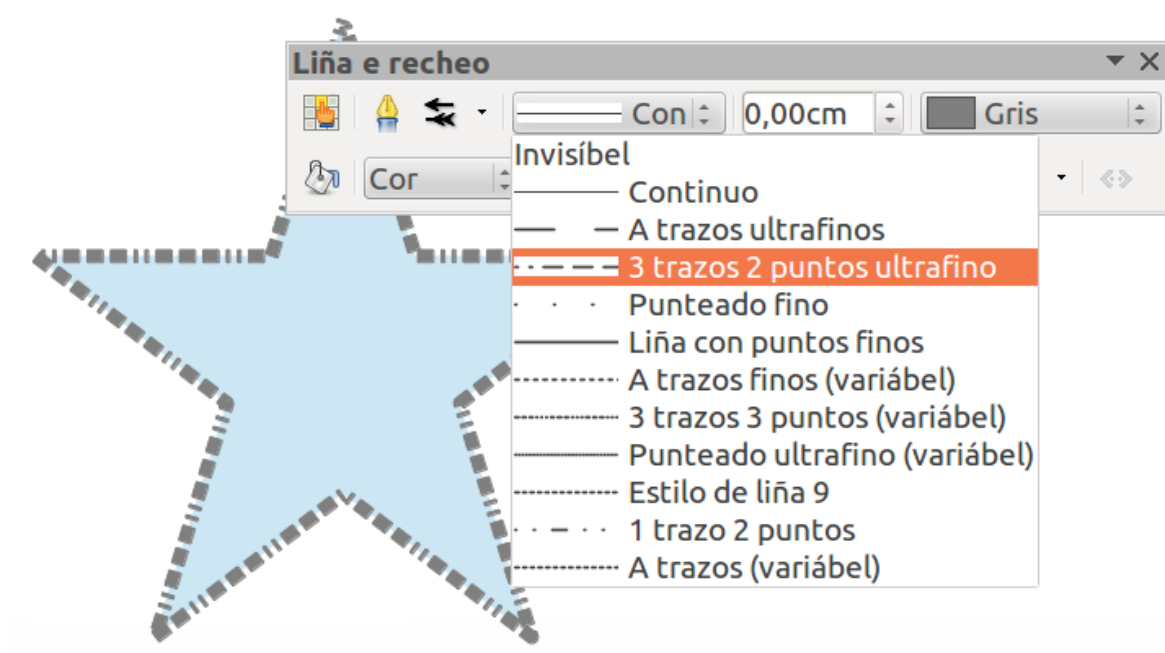 Liña e recheo
Con 0,00cm Gris
Cor
Invisíbel
Continuo
A trazos ultrafinos
3 trazos 2 puntos ultrafino
Punteado fino
Liña con puntos finos
A trazos finos (variábel)
3 trazos 3 puntos (variábel)
Punteado ultrafino (variábel)
Estilo de liña 9
1 trazo 2 puntos
A trazos (variábel)